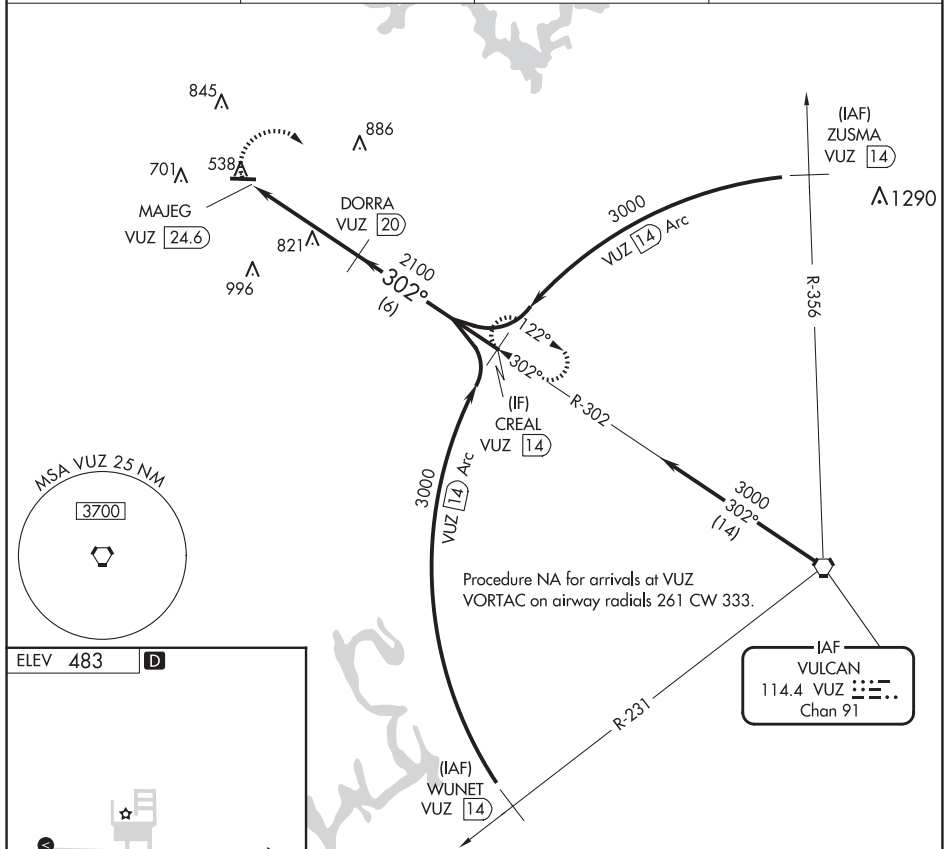 845
886
(IAF)
ZUSMA
VUZ 14
701
538
1290
MAJEG
VUZ 24.6
DORRA
VUZ 20
3000
VUZ 14 Arc
821
996
2100
302°
(6)
R-356
122°
302°
R-302
(IF)
CREAL
VUZ 14
MSA VUZ 25 NM
3700
3000
VUZ 14 Arc
3000
302°
(14)
Procedure NA for arrivals at VUZ
VORTAC on airway radials 261 CW 333.
ELEV 483 D
IAF
VULCAN
114.4 VUZ
Chan 91
R-231
(IAF)
WUNET
VUZ 14
V